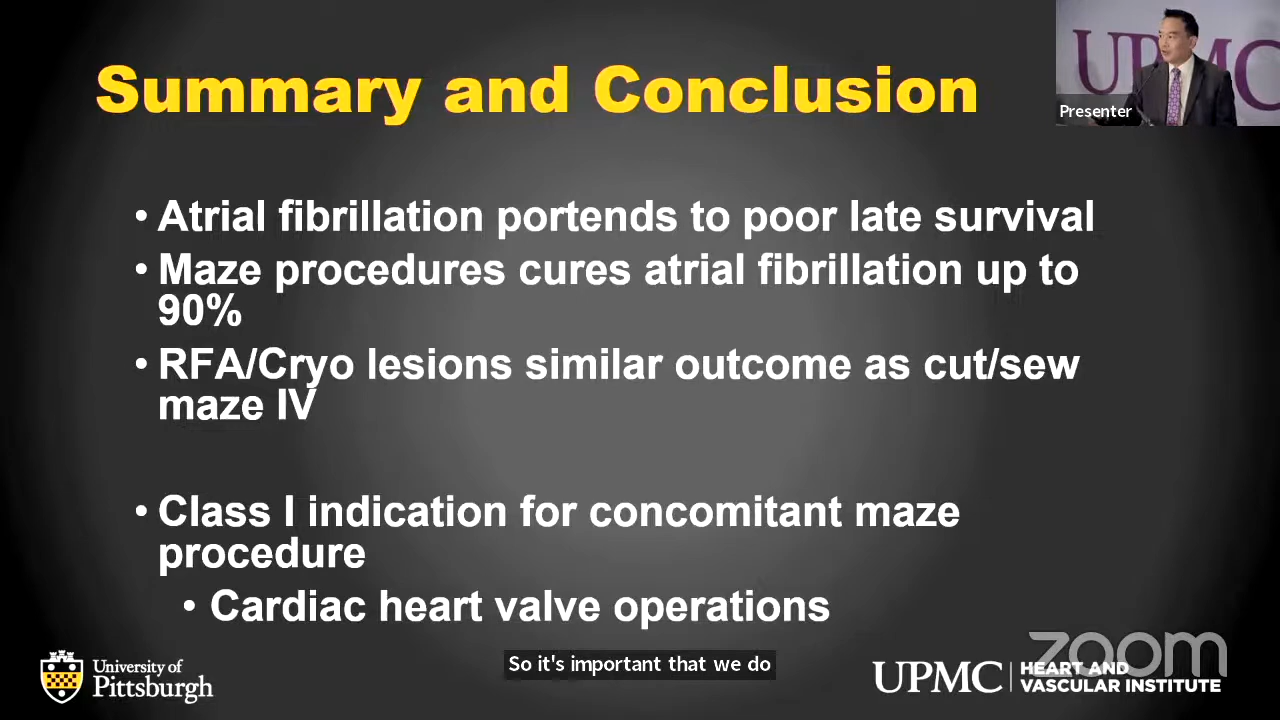 Summary and Conclusion
UPMC
Presenter
• Atrial fibrillation portends to poor late survival
• Maze procedures cures atrial fibrillation up to
90%
• RFA/Cryo lesions similar outcome as cut/sew
maze IV
• Class I indication for concomitant maze
procedure
• Cardiac heart valve operations
University of
Pittsburgh
So it's important that we do
zoom
UPMC
HEART AND
VASCULAR INSTITUTE